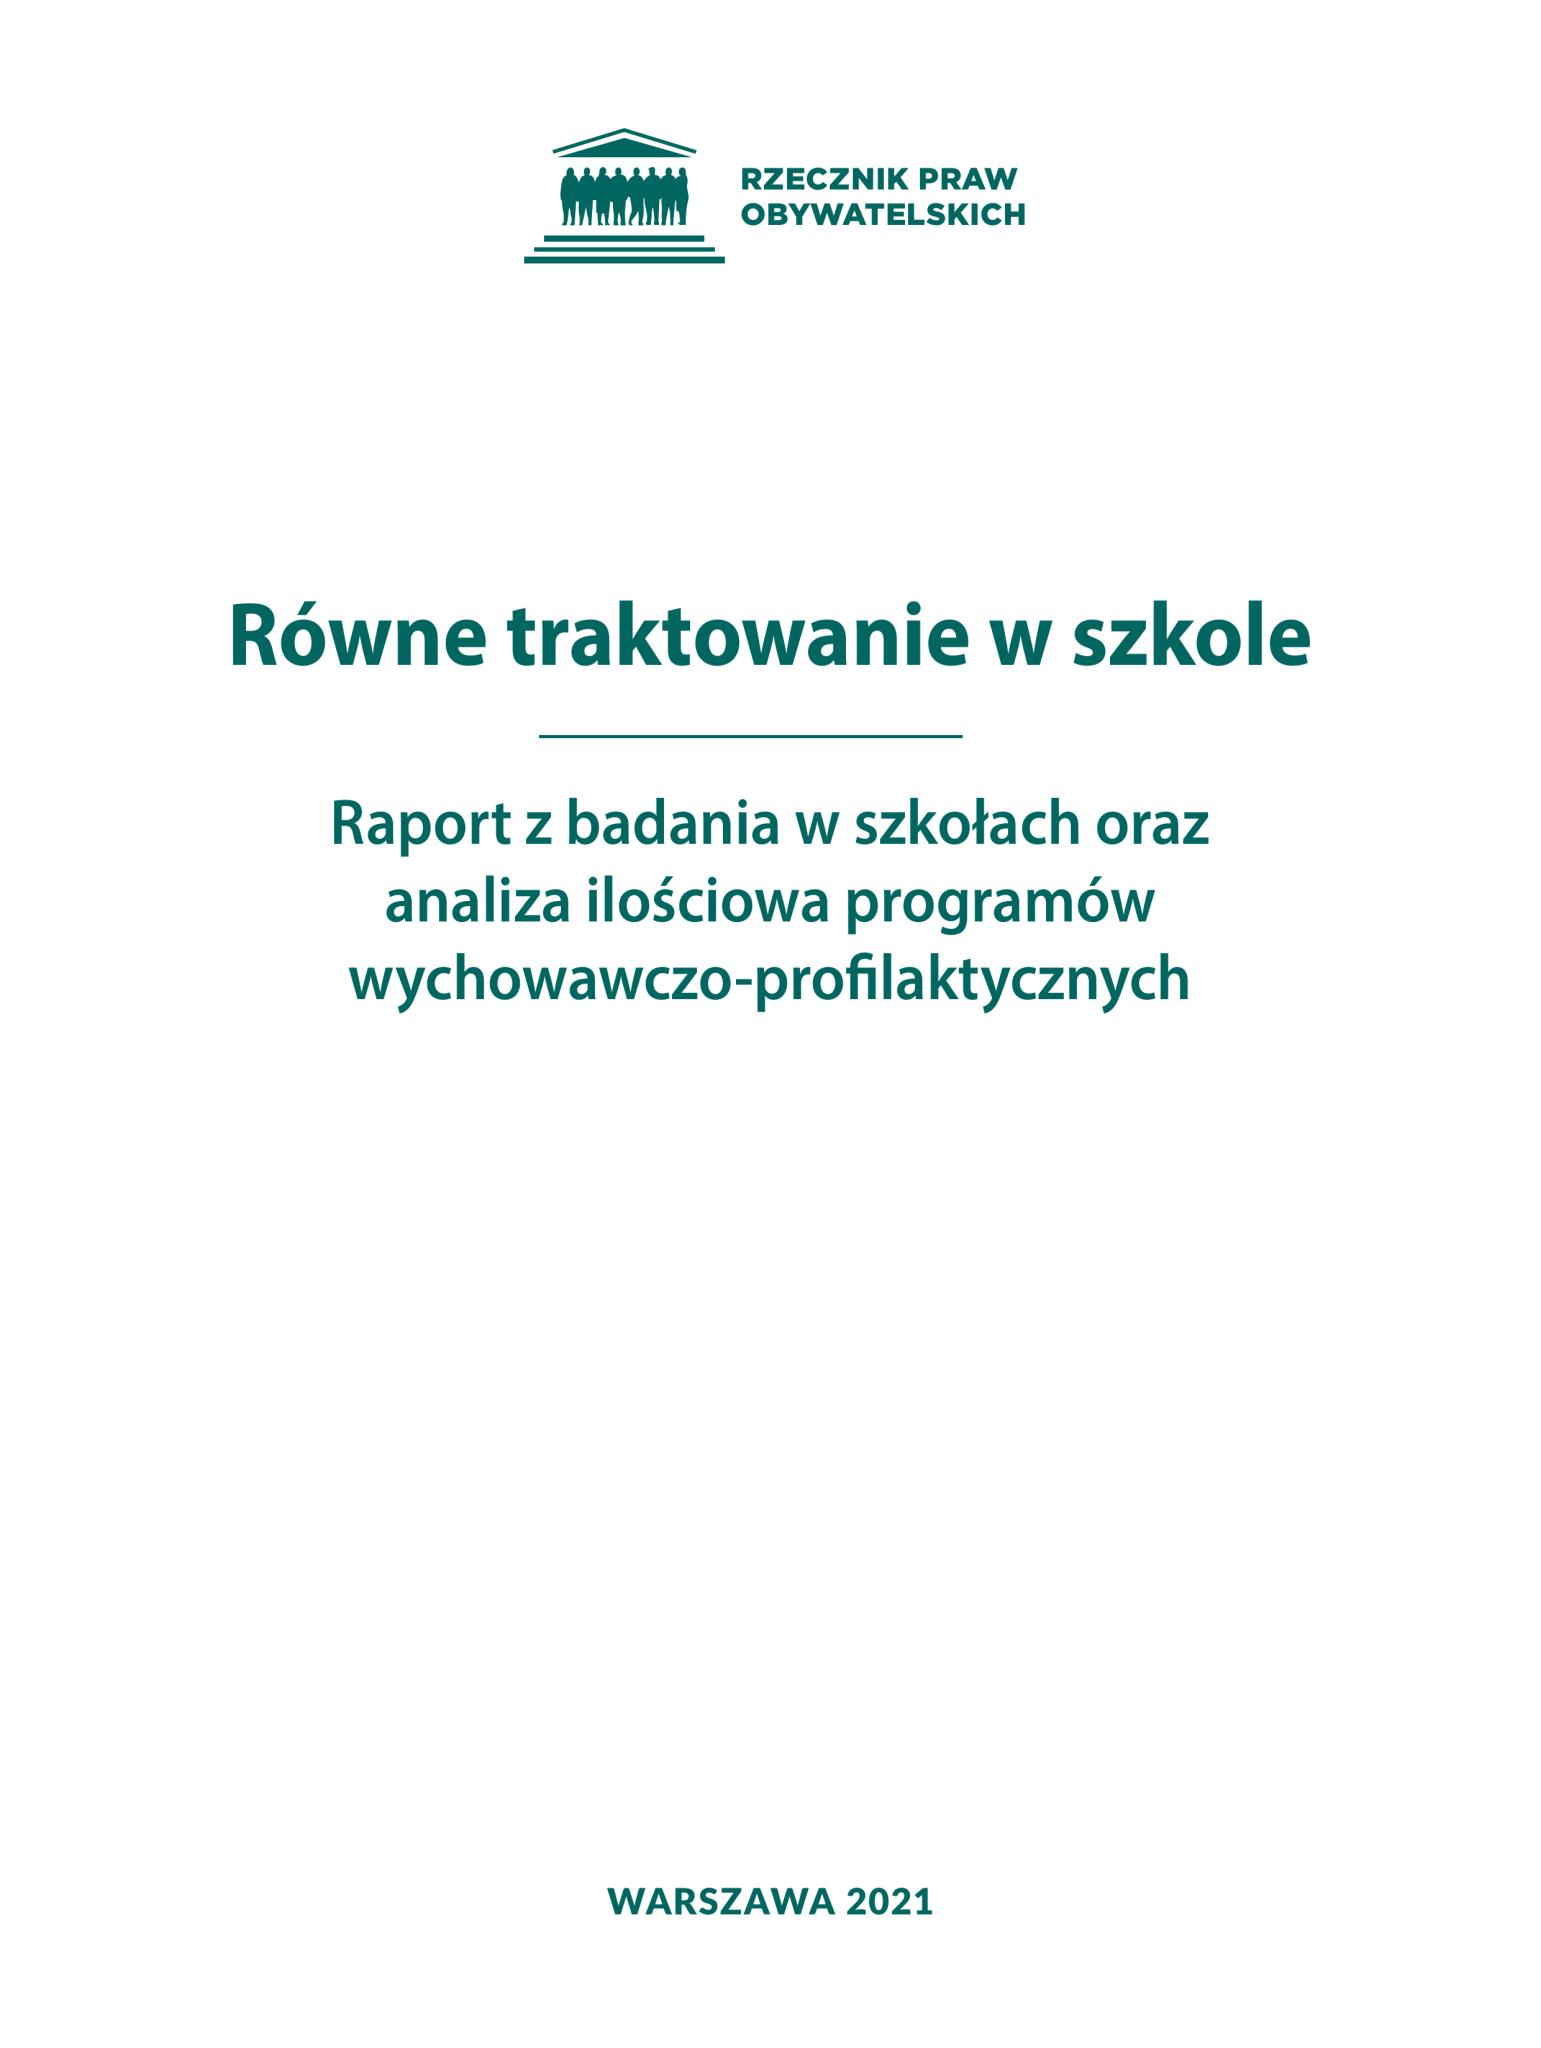 RZECZNIK PRAW
OBYWATELSKICH
Równe traktowanie w szkole
Raport z badania w szkołach oraz
analiza ilościowa programów
wychowawczo-profilaktycznych
WARSZAWA 2021